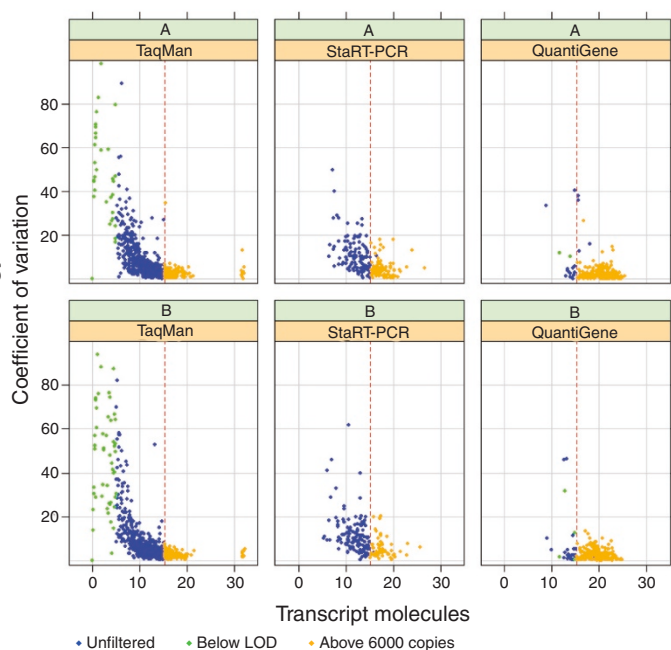 A A A
TaqMan StaRT-PCR QuantiGene
80
60
40
20
B B B
TaqMan StaRT-PCR QuantiGene
80
60
40
20
Coefficient of variation
0 10 20 30 0 10 20 30 0 10 20 30
Transcript molecules
Unfiltered Below LOD Above 6000 copies